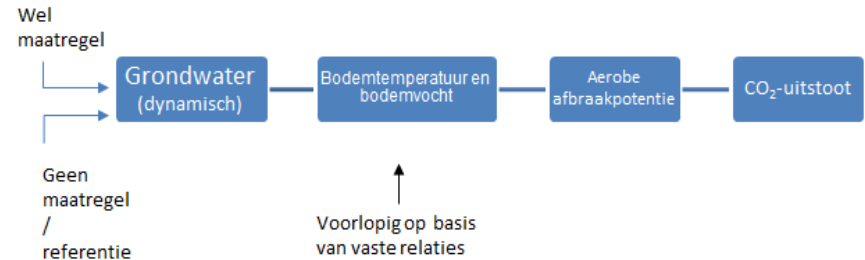 Wel
maatregel
Grondwater
(dynamisch)
Bodemtemperatuur en
bodemvocht
Aerobe
afbraakpotentie
CO₂-uitstoot
Geen
maatregel
/
referentie
Voorlopig op basis
van vaste relaties